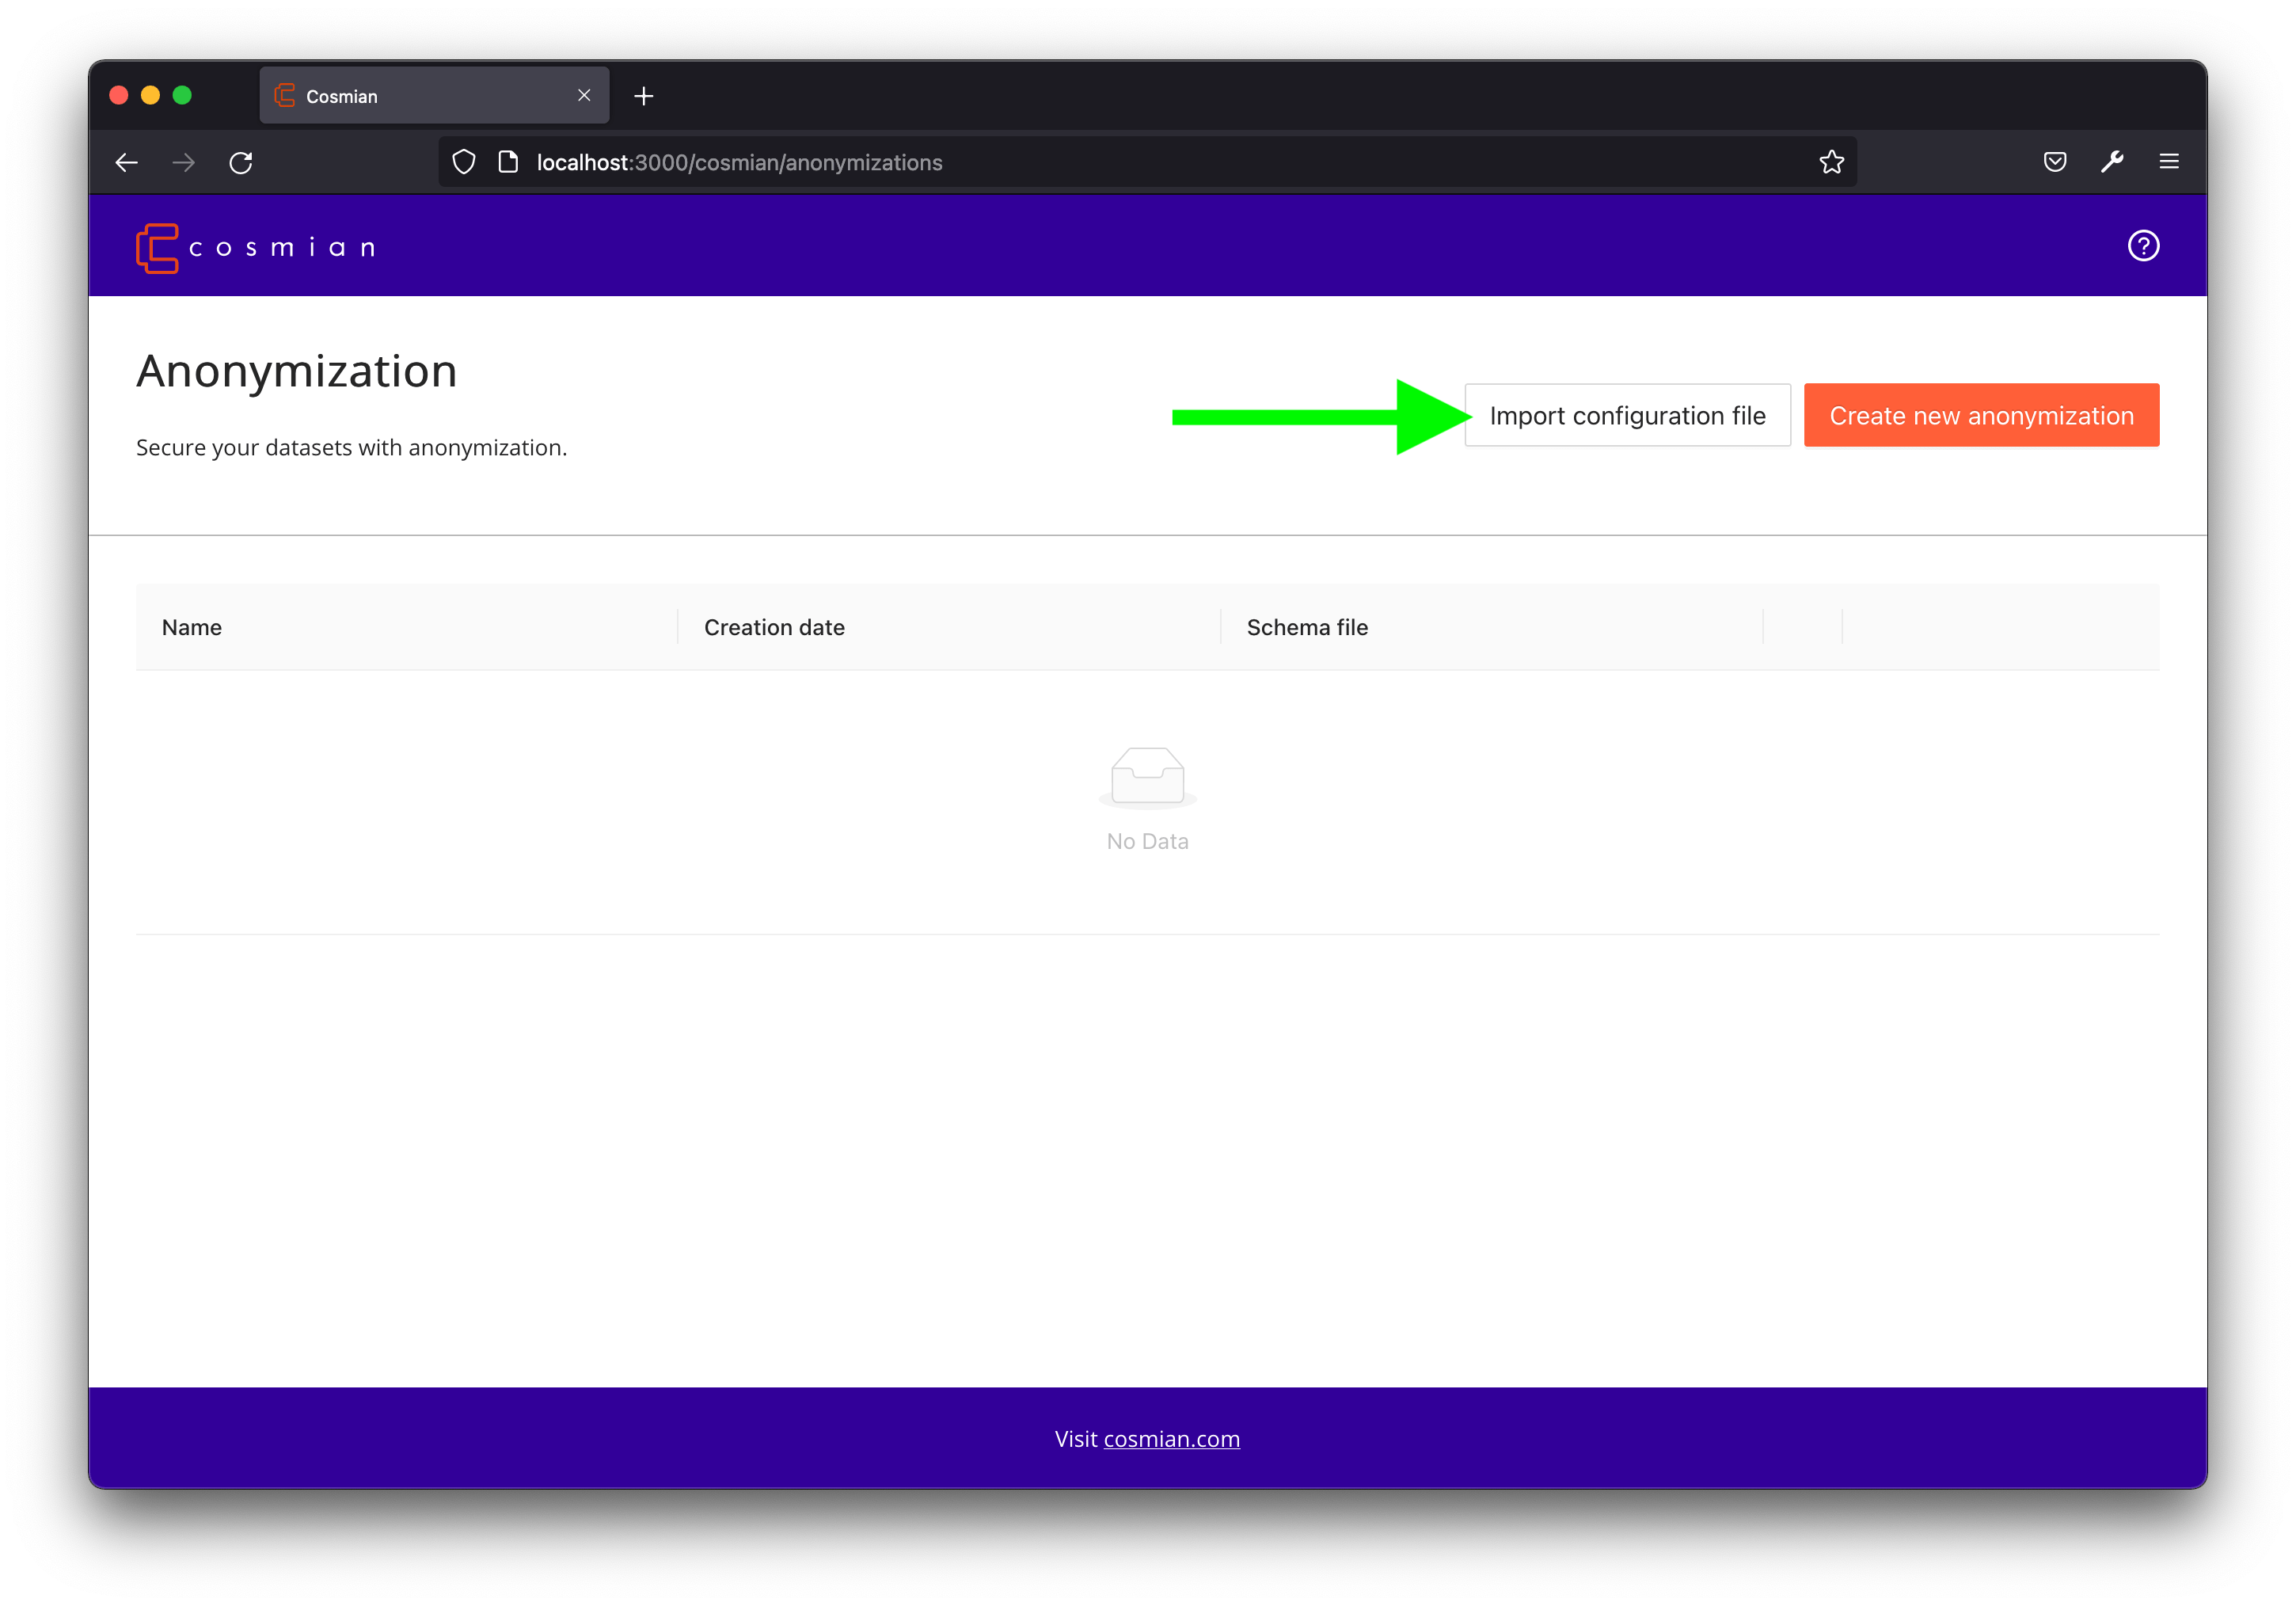 Cosmian
localhost:3000/cosmian/anonymizations
cosmian
Anonymization
Secure your datasets with anonymization.
Import configuration file
Create new anonymization
Name
Creation date
Schema file
No Data
Visit cosmian.com